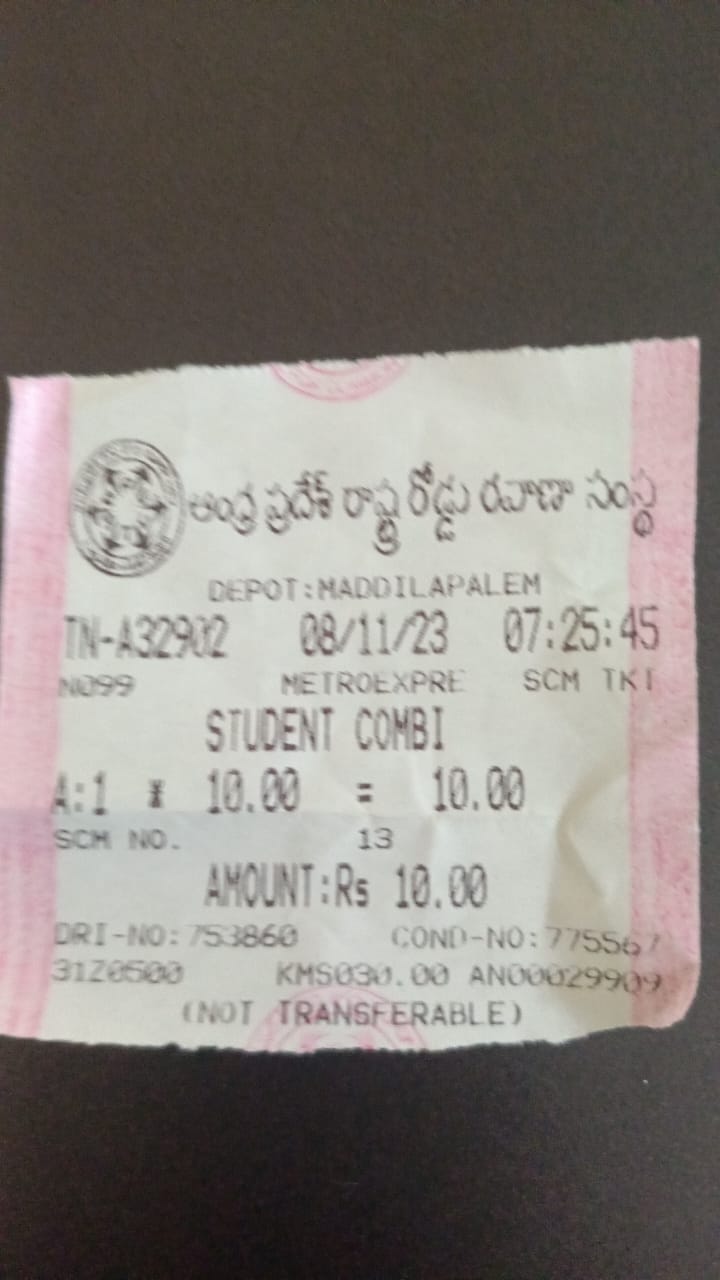 ఆంధ్ర ప్రదేశ్ రాష్ట్ర రోడ్డు రవాణా సంస్థ
DEPOT:MADDILAPALEM
TN-A32902 08/11/23 07:25:45
N099 METROEXPRE SCM TKT
STUDENT COMBI
A:1 * 10.00 = 10.00
SCM NO. 13
AMOUNT:Rs 10.00
DRI-NO:753860 COND-NO:775567
31Z0500 KMS030.00 AN00029909
(NOT TRANSFERABLE)